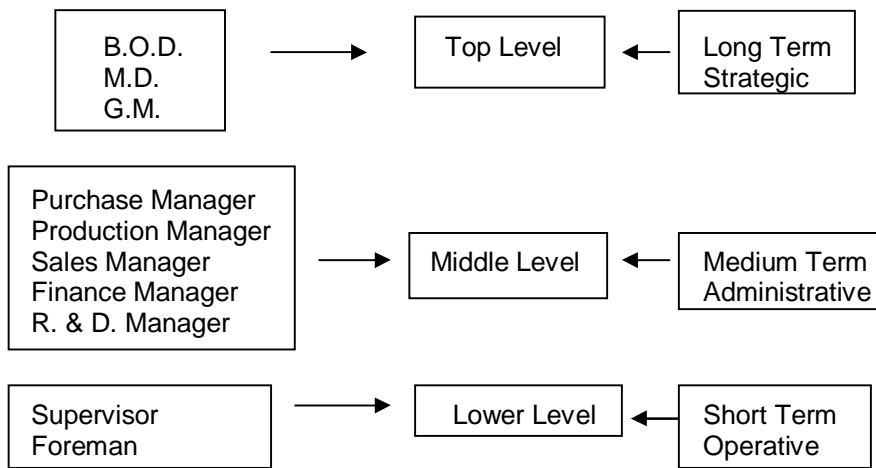 B.O.D.
M.D.
G.M.
Top Level
Long Term
Strategic
Purchase Manager
Production Manager
Sales Manager
Finance Manager
R. & D. Manager
Middle Level
Medium Term
Administrative
Supervisor
Foreman
Lower Level
Short Term
Operative